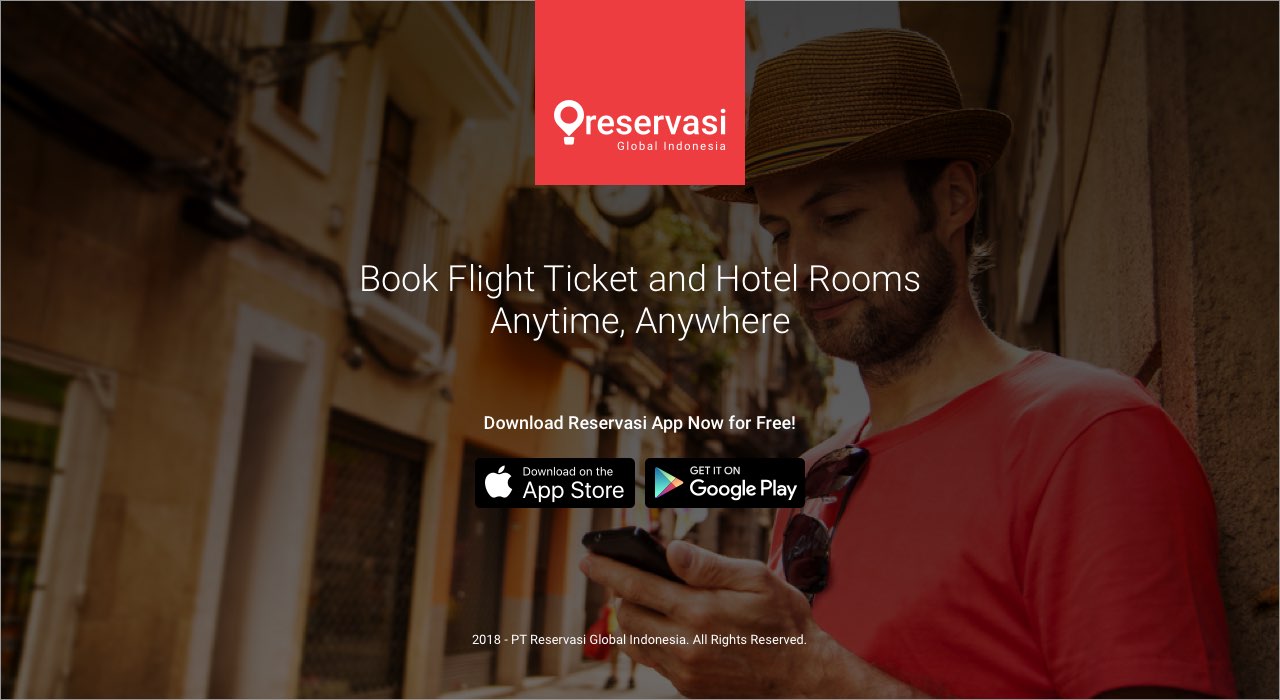 reservasi
Global Indonesia
Book Flight Ticket and Hotel Rooms
Anytime, Anywhere
Download Reservasi App Now for Free!
Download on the
App Store
GET IT ON
Google Play
2018 - PT Reservasi Global Indonesia. All Rights Reserved.